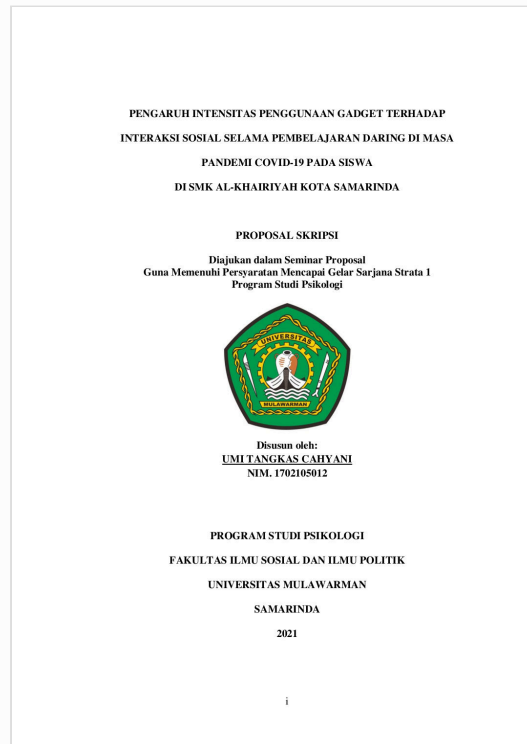 PENGARUH INTENSITAS PENGGUNAAN GADGET TERHADAP
INTERAKSI SOSIAL SELAMA PEMBELAJARAN DARING DI MASA
PANDEMI COVID-19 PADA SISWA
DI SMK AL-KHAIRIYAH KOTA SAMARINDA
PROPOSAL SKRIPSI
Diajukan dalam Seminar Proposal
Guna Memenuhi Persyaratan Mencapai Gelar Sarjana Strata 1
Program Studi Psikologi
UNIVERSITAS
MULAWARMAN
Disusun oleh:
UMI TANGKAS CAHYANI
NIM. 1702105012
PROGRAM STUDI PSIKOLOGI
FAKULTAS ILMU SOSIAL DAN ILMU POLITIK
UNIVERSITAS MULAWARMAN
SAMARINDA
2021
i